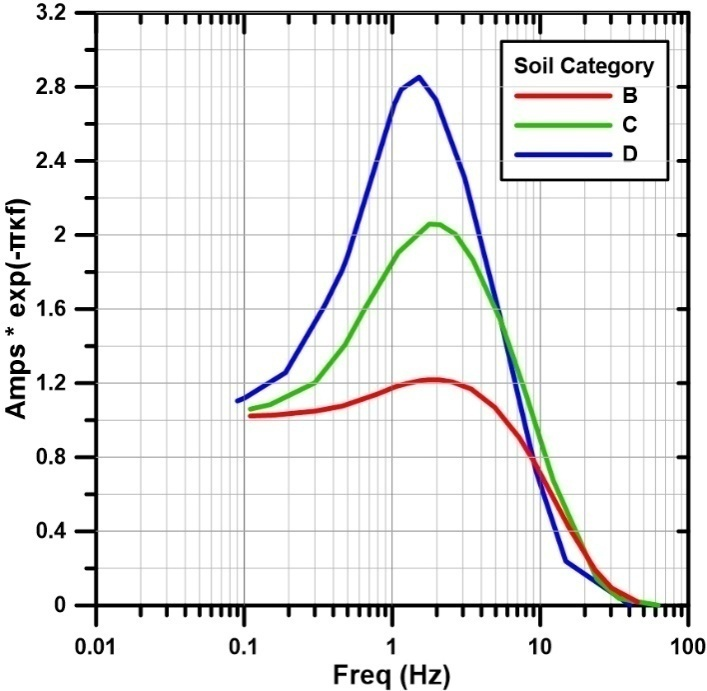 3.2
2.8
2.4
2
1.6
1.2
0.8
0.4
0
Amps * exp(-πκf)
Soil Category
B
C
D
0.01 0.1 1 10 100
Freq (Hz)